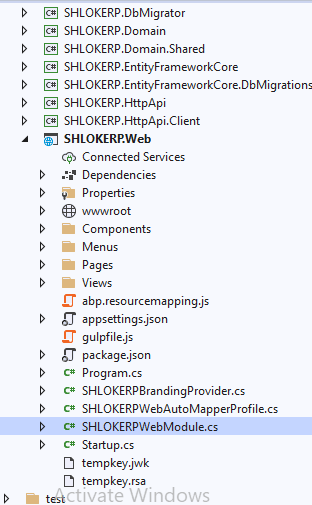 SHLOKERP.DbMigrator
SHLOKERP.Domain
SHLOKERP.Domain.Shared
SHLOKERP.EntityFrameworkCore
SHLOKERP.EntityFrameworkCore.DbMigrations
SHLOKERP.HttpApi
SHLOKERP.HttpApi.Client
SHLOKERP.Web
Connected Services
Dependencies
Properties
wwwroot
Components
Menus
Pages
Views
abp.resourcemapping.js
appsettings.json
gulpfile.js
package.json
C# Program.cs
C# SHLOKERPBrandingProvider.cs
C# SHLOKERPWebAutoMapperProfile.cs
C# SHLOKERPWebModule.cs
C# Startup.cs
tempkey.jwk
tempkey.rsa
test
Activate Windows